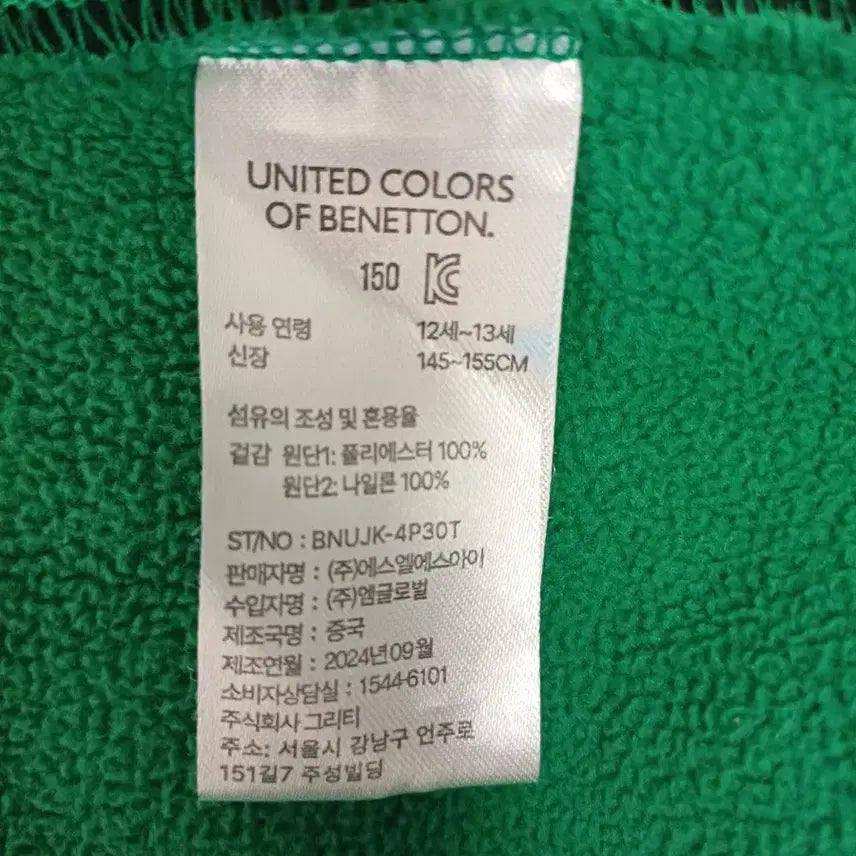 UNITED COLORS
OF BENETTON.
150 KC
사용 연령 12세~13세
신장 145~155CM
섬유의 조성 및 혼용율
겉감 원단1: 폴리에스터 100%
원단2: 나일론 100%
ST/NO : BNUJK-4P30T
판매자명 : (주)에스엘에스아이
수입자명 : (주)엠글로벌
제조국명 : 중국
제조연월 : 2024년 09월
소비자상담실 : 1544-6101
주식회사 그리티
주소: 서울시 강남구 언주로
151길7 주성빌딩